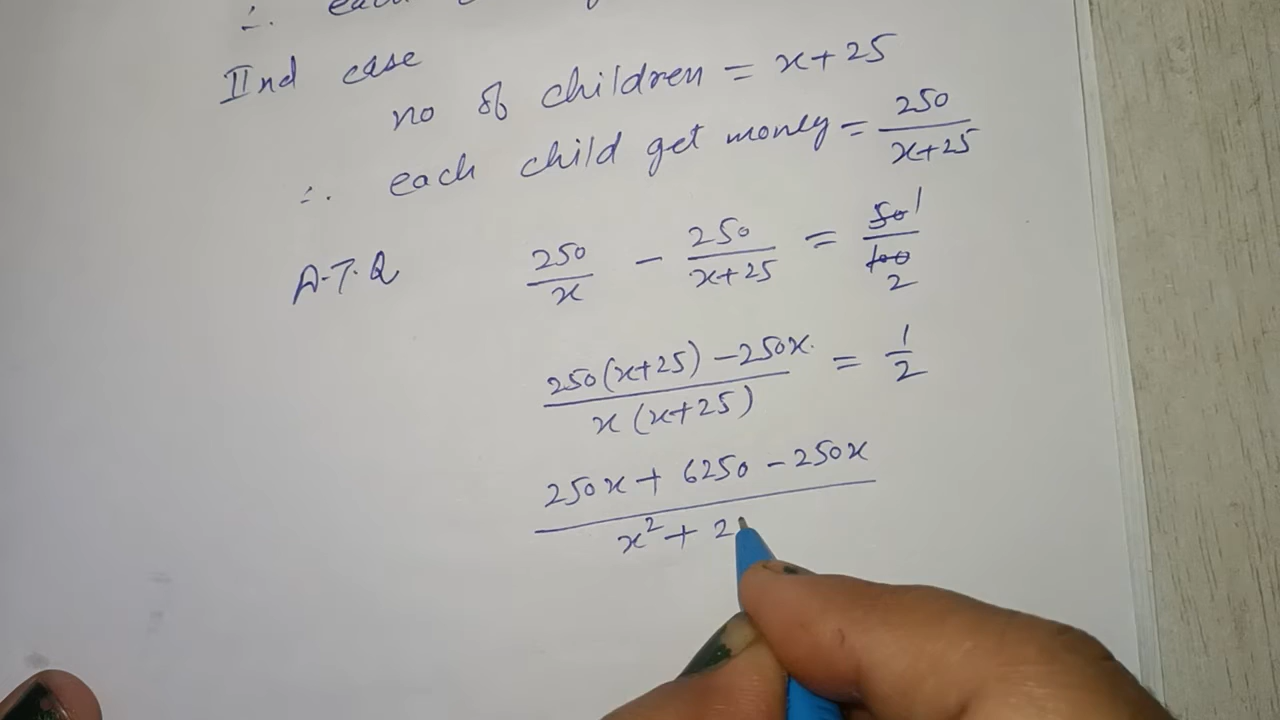 ∴ each
IInd case
no of children = x+25
∴ each child get money = 250/(x+25)
A.T.Q 250/x - 250/(x+25) = 50/100 1/2
(250(x+25) - 250x)/(x(x+25)) = 1/2
(250x + 6250 - 250x)/(x² + 2